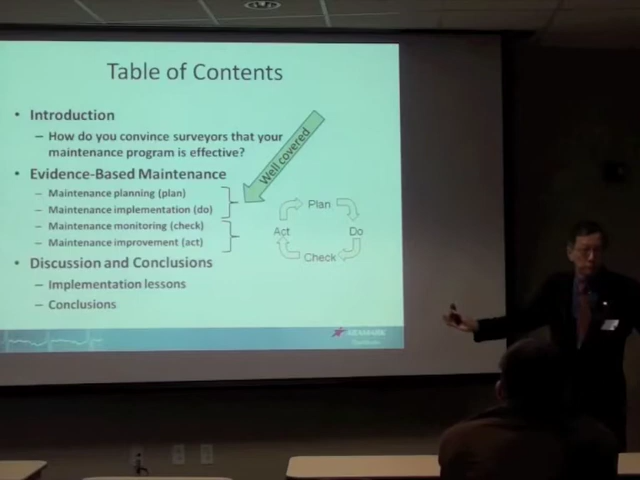 Table of Contents
• Introduction
– How do you convince surveyors that your
maintenance program is effective?
• Evidence-Based Maintenance
– Maintenance planning (plan)
– Maintenance implementation (do)
– Maintenance monitoring (check)
– Maintenance improvement (act)
• Discussion and Conclusions
– Implementation lessons
– Conclusions
Well covered
Plan
Act
Do
Check
ARAMARK